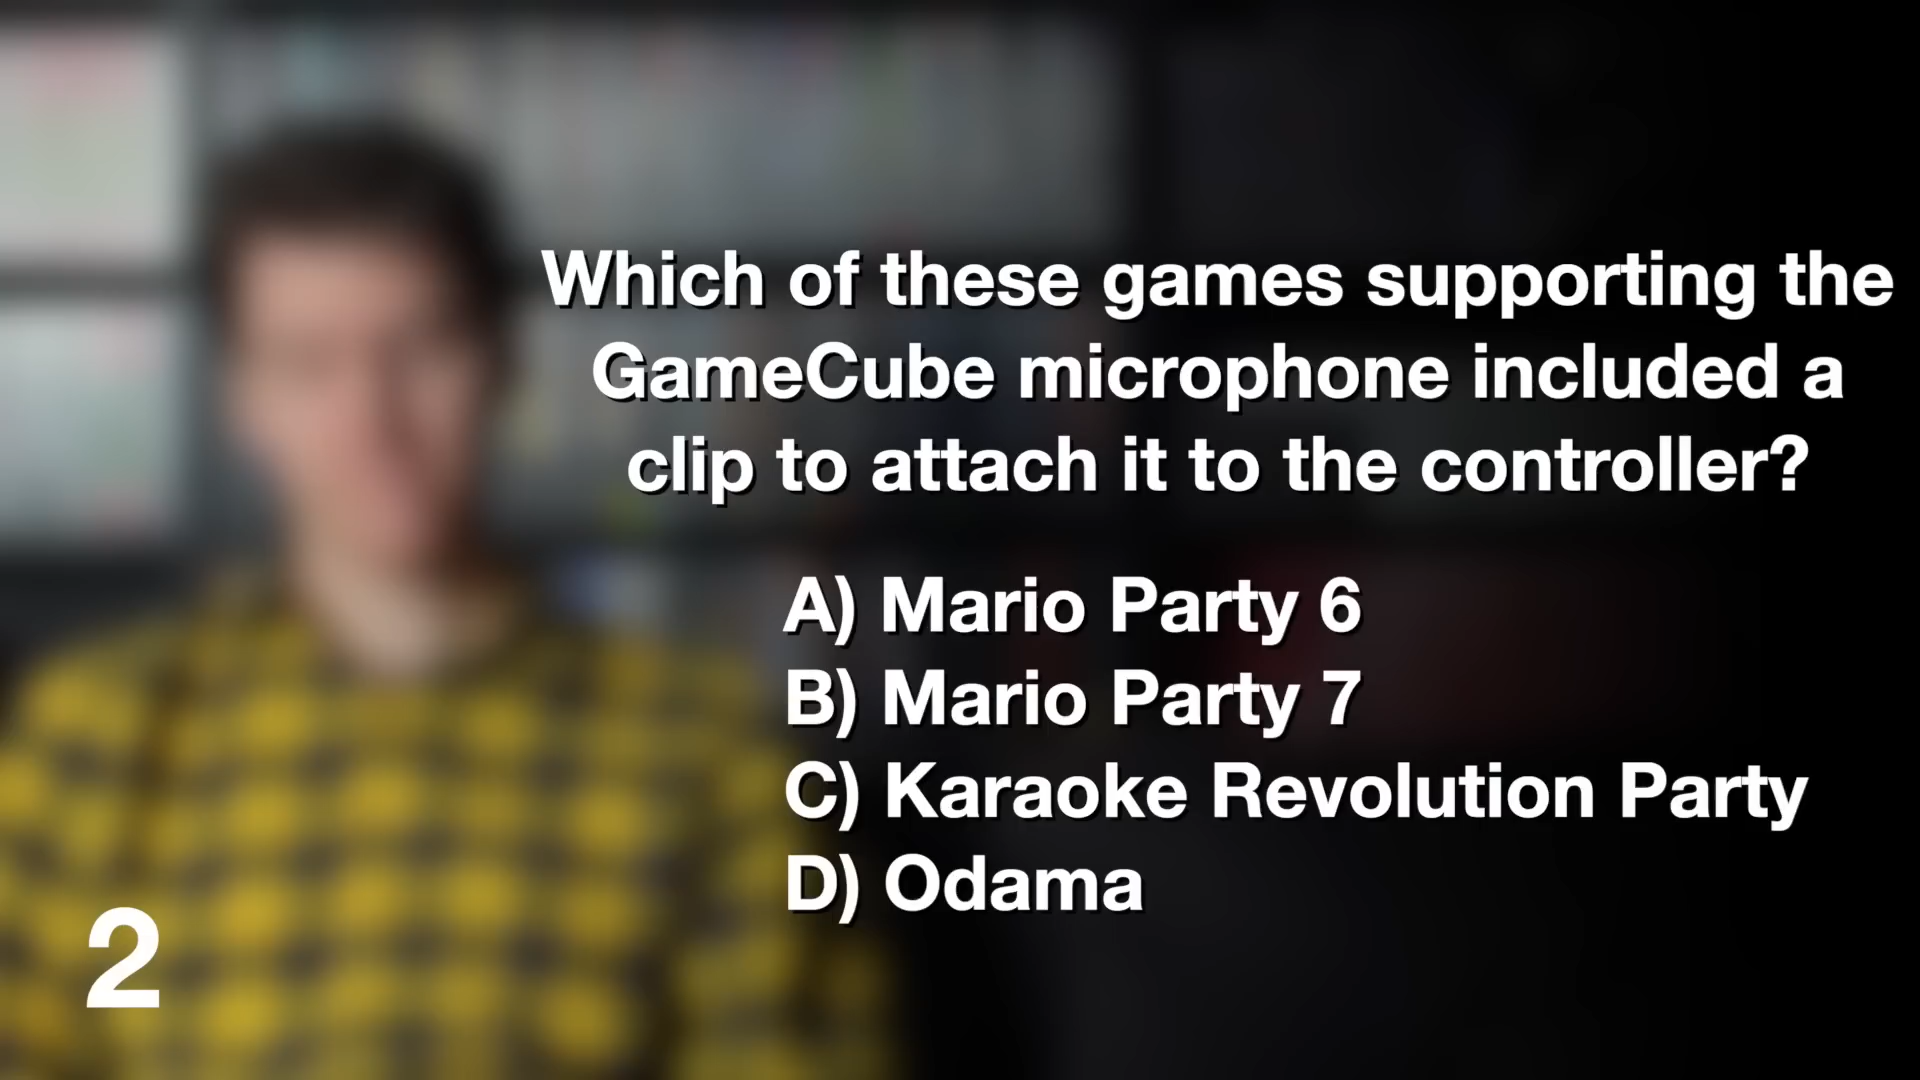 Which of these games supporting the
GameCube microphone included a
clip to attach it to the controller?
A) Mario Party 6
B) Mario Party 7
C) Karaoke Revolution Party
D) Odama
2